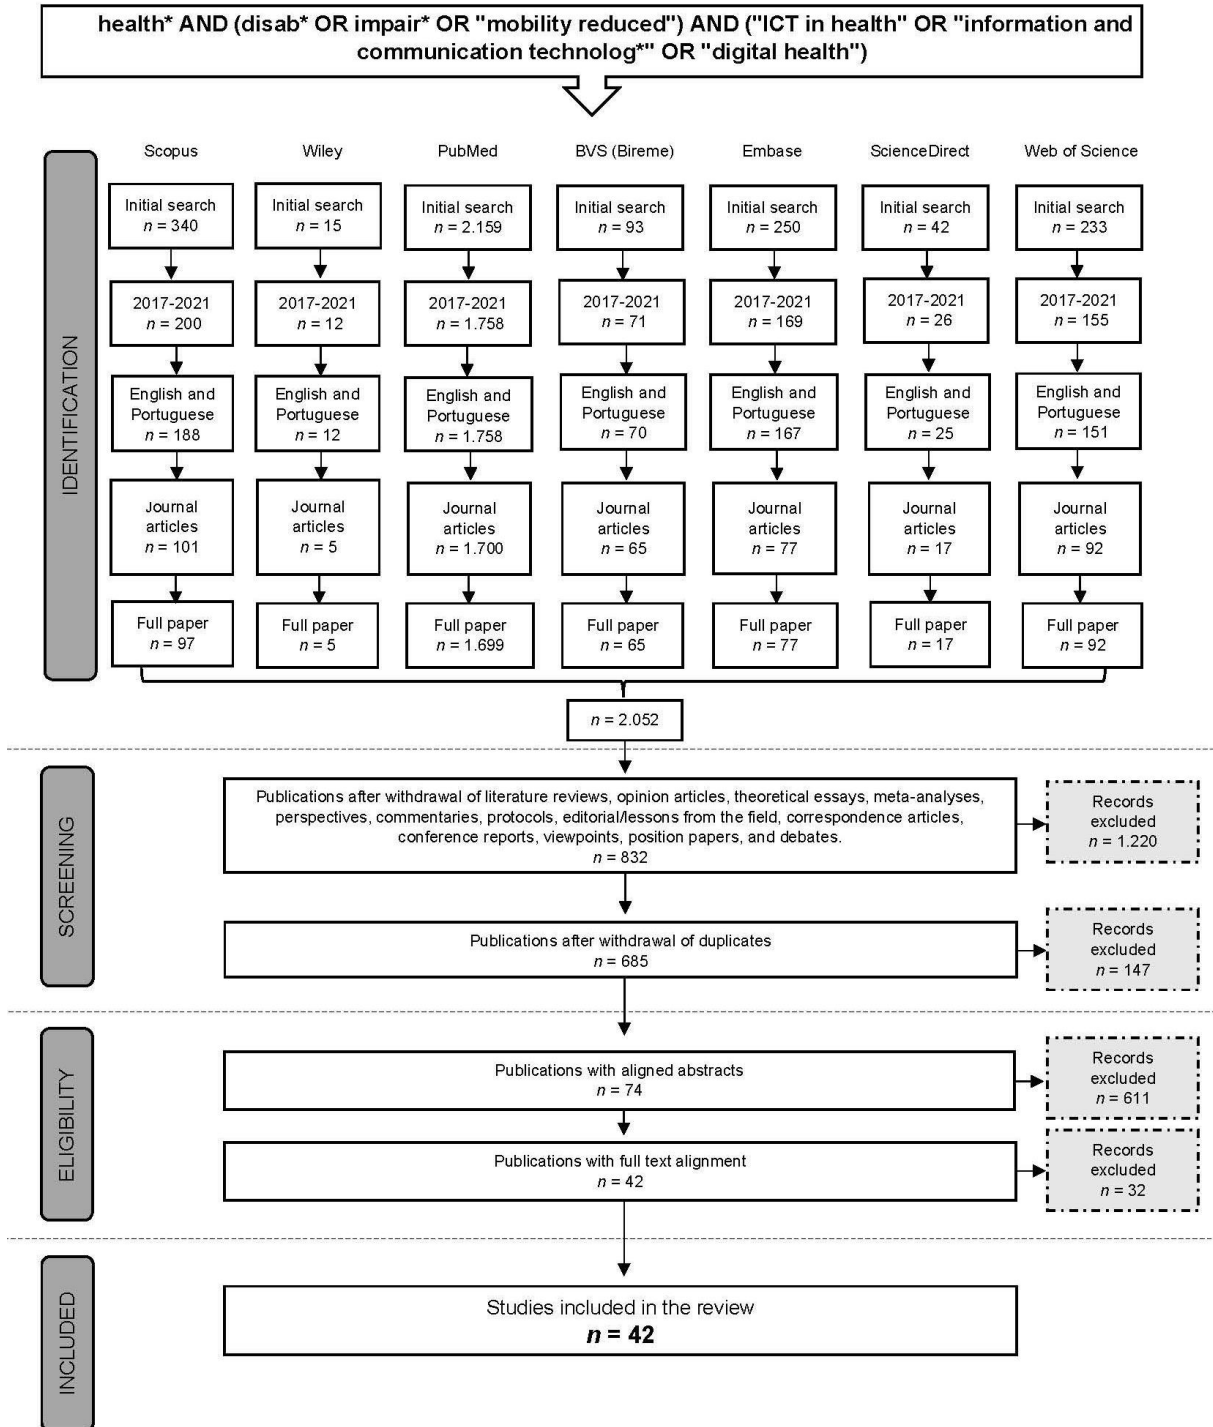 health* AND (disab* OR impair* OR "mobility reduced") AND ("ICT in health" OR "information and
communication technolog*" OR "digital health")
IDENTIFICATION
Scopus
Wiley
PubMed
BVS (Bireme)
Embase
ScienceDirect
Web of Science
Initial search
n = 340
Initial search
n = 15
Initial search
n = 2.159
Initial search
n = 93
Initial search
n = 250
Initial search
n = 42
Initial search
n = 233
2017-2021
n = 200
2017-2021
n = 12
2017-2021
n = 1.758
2017-2021
n = 71
2017-2021
n = 169
2017-2021
n = 26
2017-2021
n = 155
English and
Portuguese
n = 188
English and
Portuguese
n = 12
English and
Portuguese
n = 1.758
English and
Portuguese
n = 70
English and
Portuguese
n = 167
English and
Portuguese
n = 25
English and
Portuguese
n = 151
Journal
articles
n = 101
Journal
articles
n = 5
Journal
articles
n = 1.700
Journal
articles
n = 65
Journal
articles
n = 77
Journal
articles
n = 17
Journal
articles
n = 92
Full paper
n = 97
Full paper
n = 5
Full paper
n = 1.699
Full paper
n = 65
Full paper
n = 77
Full paper
n = 17
Full paper
n = 92
n = 2.052
SCREENING
Publications after withdrawal of literature reviews, opinion articles, theoretical essays, meta-analyses,
perspectives, commentaries, protocols, editorial/lessons from the field, correspondence articles,
conference reports, viewpoints, position papers, and debates.
n = 832
Records
excluded
n = 1.220
Publications after withdrawal of duplicates
n = 685
Records
excluded
n = 147
ELIGIBILITY
Publications with aligned abstracts
n = 74
Records
excluded
n = 611
Publications with full text alignment
n = 42
Records
excluded
n = 32
INCLUDED
Studies included in the review
n = 42